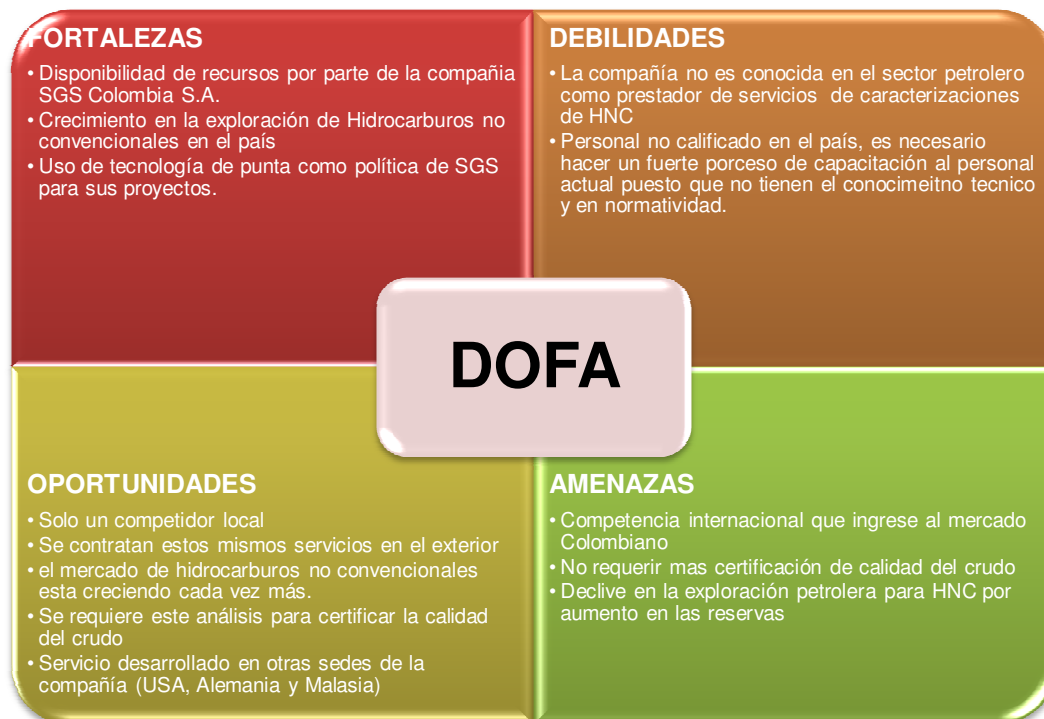 FORTALEZAS
• Disponibilidad de recursos por parte de la compañia
SGS Colombia S.A.
• Crecimiento en la exploración de Hidrocarburos no
convencionales en el país
• Uso de tecnología de punta como política de SGS
para sus proyectos.
DEBILIDADES
• La compañía no es conocida en el sector petrolero
como prestador de servicios de caracterizaciones
de HNC
• Personal no calificado en el país, es necesario
hacer un fuerte porceso de capacitación al personal
actual puesto que no tienen el conocimeitno tecnico
y en normatividad.
DOFA
OPORTUNIDADES
• Solo un competidor local
• Se contratan estos mismos servicios en el exterior
• el mercado de hidrocarburos no convencionales
esta creciendo cada vez más.
• Se requiere este análisis para certificar la calidad
del crudo
• Servicio desarrollado en otras sedes de la
compañía (USA, Alemania y Malasia)
AMENAZAS
• Competencia internacional que ingrese al mercado
Colombiano
• No requerir mas certificación de calidad del crudo
• Declive en la exploración petrolera para HNC por
aumento en las reservas